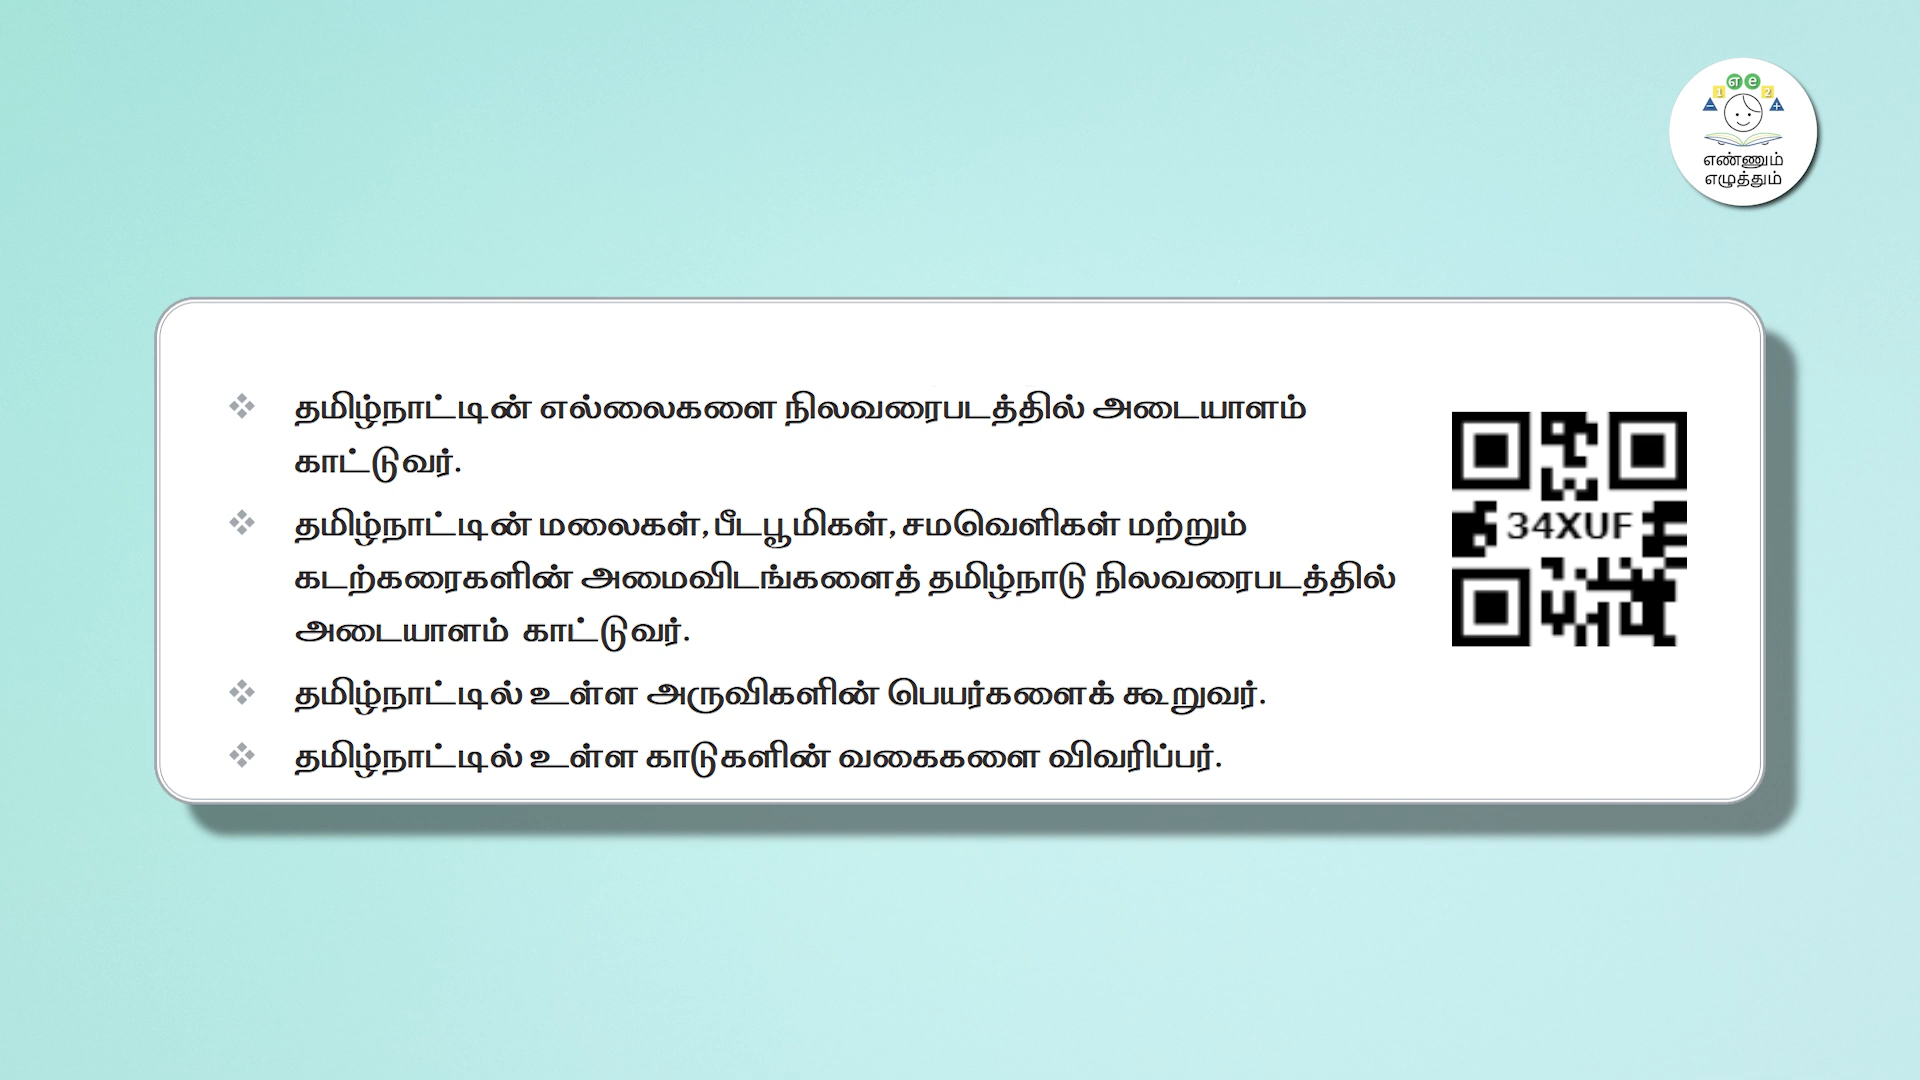 எ e
1 2
− +
எண்ணும்
எழுத்தும்
தமிழ்நாட்டின் எல்லைகளை நிலவரைபடத்தில் அடையாளம்
காட்டுவர்.
தமிழ்நாட்டின் மலைகள், பீடபூமிகள், சமவெளிகள் மற்றும்
கடற்கரைகளின் அமைவிடங்களைத் தமிழ்நாடு நிலவரைபடத்தில்
அடையாளம் காட்டுவர்.
தமிழ்நாட்டில் உள்ள அருவிகளின் பெயர்களைக் கூறுவர்.
தமிழ்நாட்டில் உள்ள காடுகளின் வகைகளை விவரிப்பர்.
34XUF